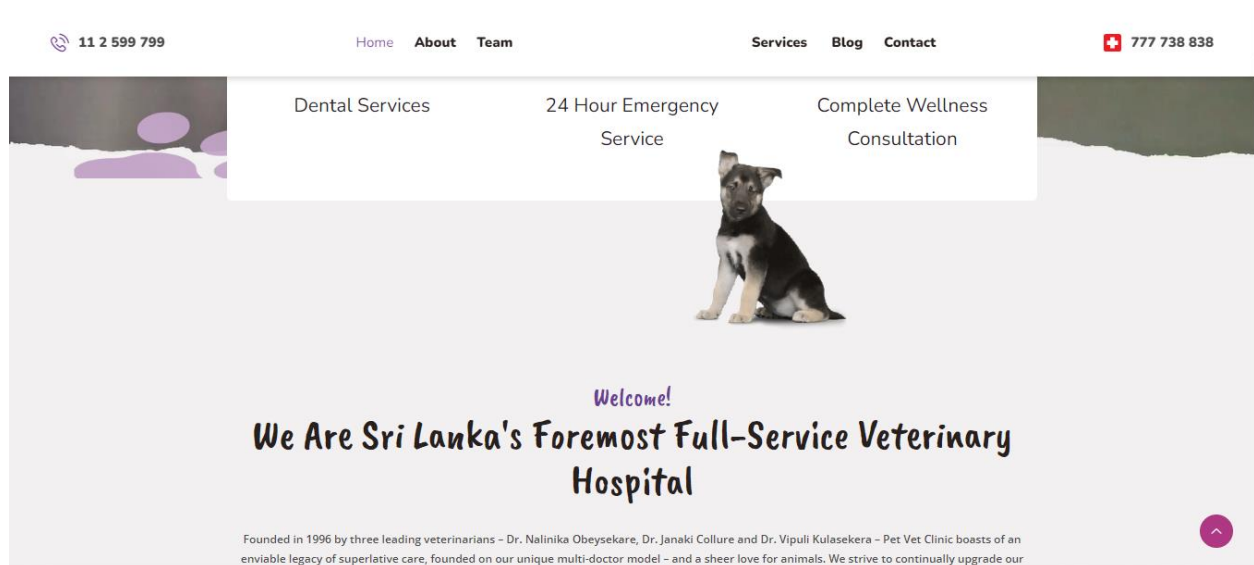 11 2 599 799
Home About Team
Services Blog Contact
777 738 838
Dental Services
24 Hour Emergency
Service
Complete Wellness
Consultation
Welcome!
We Are Sri Lanka's Foremost Full-Service Veterinary
Hospital
Founded in 1996 by three leading veterinarians – Dr. Nalinika Obeysekare, Dr. Janaki Collure and Dr. Vipuli Kulasekera – Pet Vet Clinic boasts of an
enviable legacy of superlative care, founded on our unique multi-doctor model – and a sheer love for animals. We strive to continually upgrade our